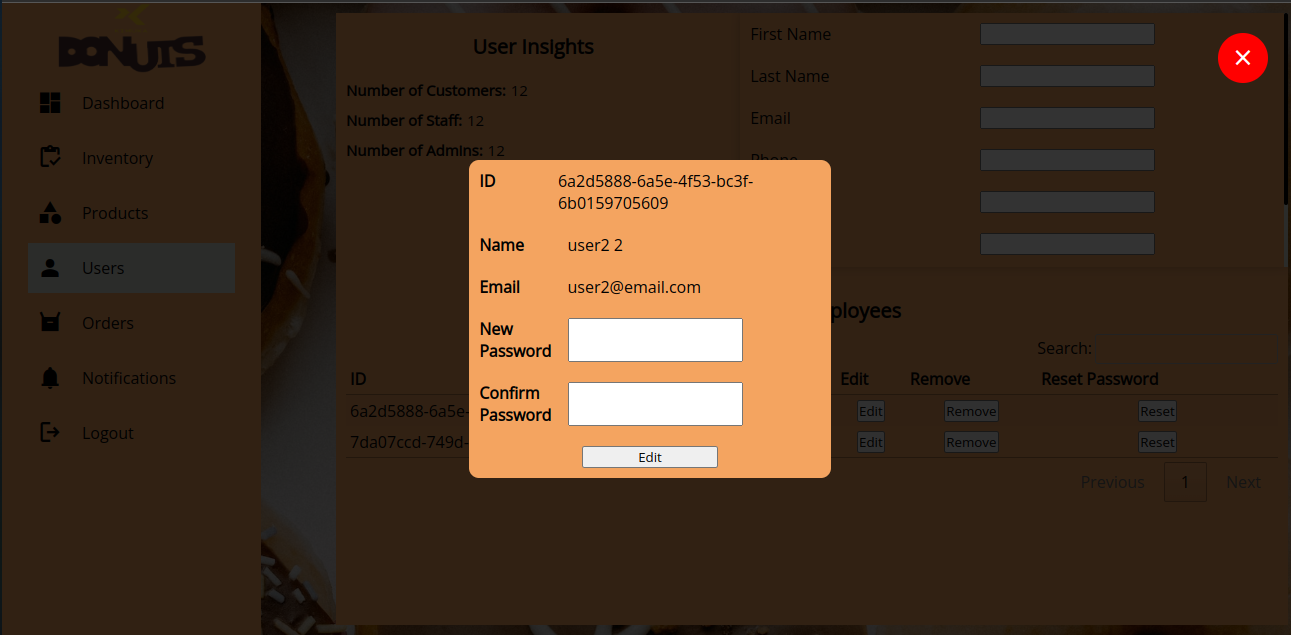 DONUTS
Dashboard
Inventory
Products
Users
Orders
Notifications
Logout
User Insights
Number of Customers: 12
Number of Staff: 12
Number of Admins: 12
First Name
Last Name
Email
Phone
ID 6a2d5888-6a5e-4f53-bc3f-
6b0159705609
Name user2 2
Email user2@email.com
New
Password
Confirm
Password
Edit
ployees
Search:
ID Edit Remove Reset Password
6a2d5888-6a5e- Edit Remove Reset
7da07ccd-749d- Edit Remove Reset
Previous 1 Next